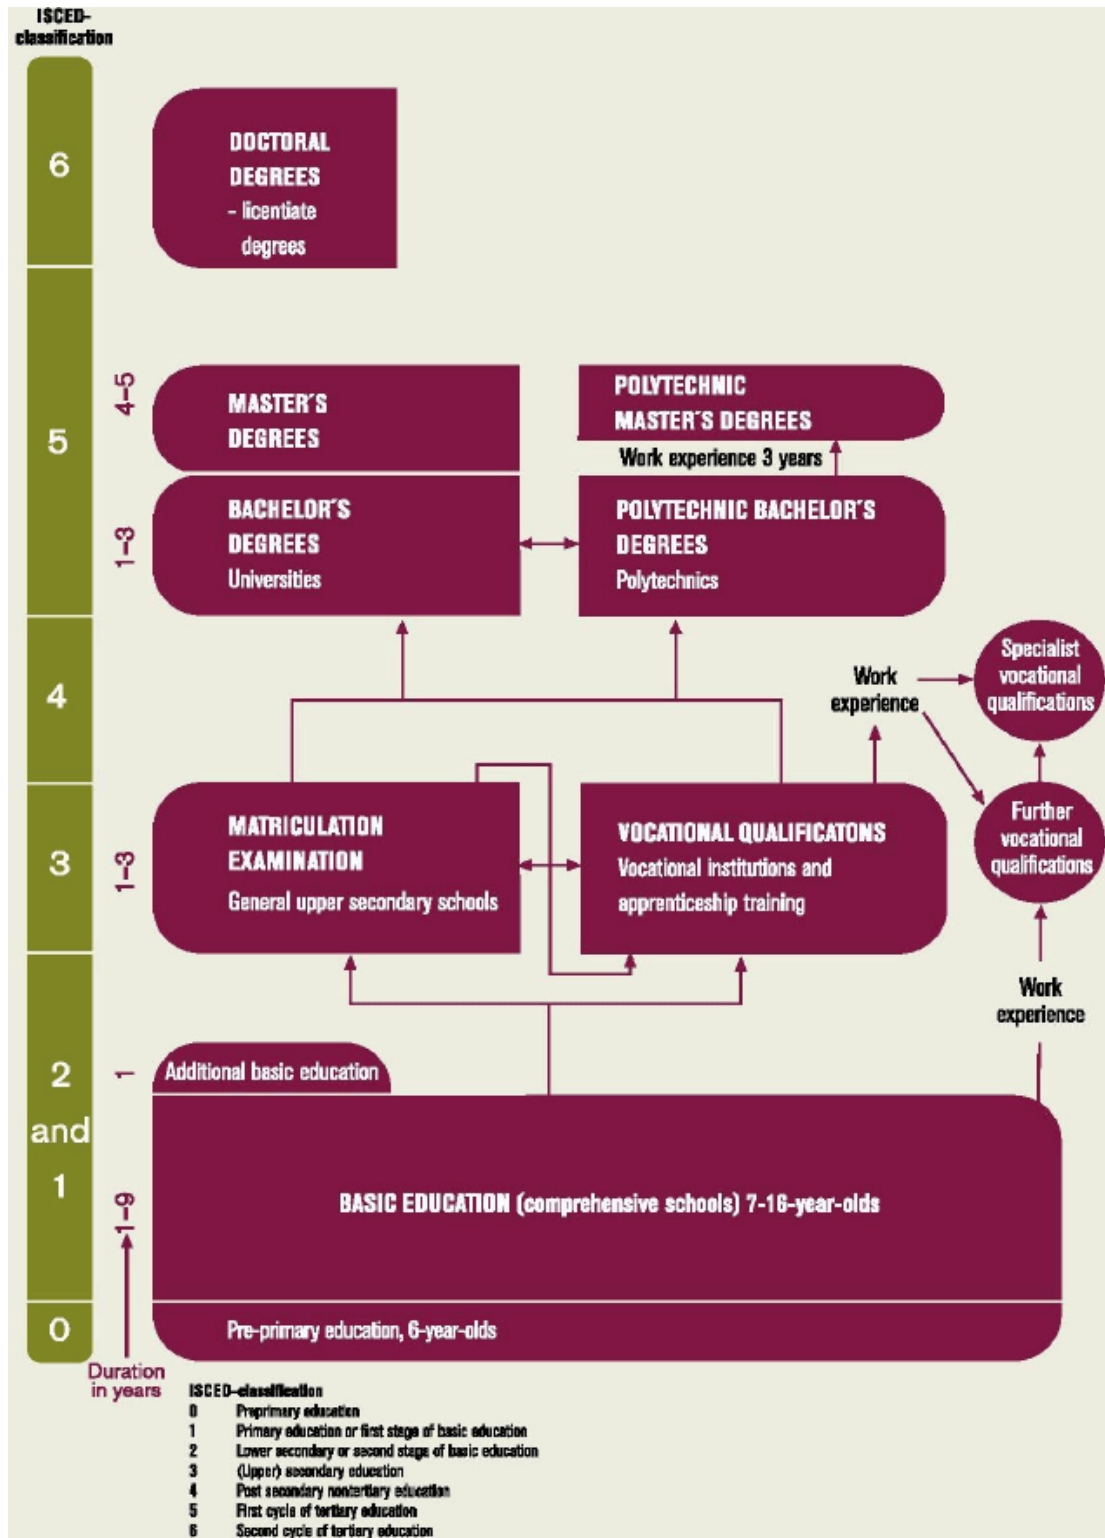 ISCED-
classification
6
DOCTORAL
DEGREES
- licentiate
degrees
5
4-5
MASTER´S
DEGREES
POLYTECHNIC
MASTER´S DEGREES
Work experience 3 years
1-3
BACHELOR´S
DEGREES
Universities
POLYTECHNIC BACHELOR´S
DEGREES
Polytechnics
4
Work
experience
Specialist
vocational
qualifications
3
1-3
MATRICULATION
EXAMINATION
General upper secondary schools
VOCATIONAL QUALIFICATONS
Vocational institutions and
apprenticeship training
Further
vocational
qualifications
Work
experience
2
and
1
1
Additional basic education
1-9
BASIC EDUCATION (comprehensive schools) 7-16-year-olds
0
Pre-primary education, 6-year-olds
Duration
in years
ISCED-classification
0 Preprimary education
1 Primary education or first stage of basic education
2 Lower secondary or second stage of basic education
3 (Upper) secondary education
4 Post secondary nontertiary education
5 First cycle of tertiary education
6 Second cycle of tertiary education